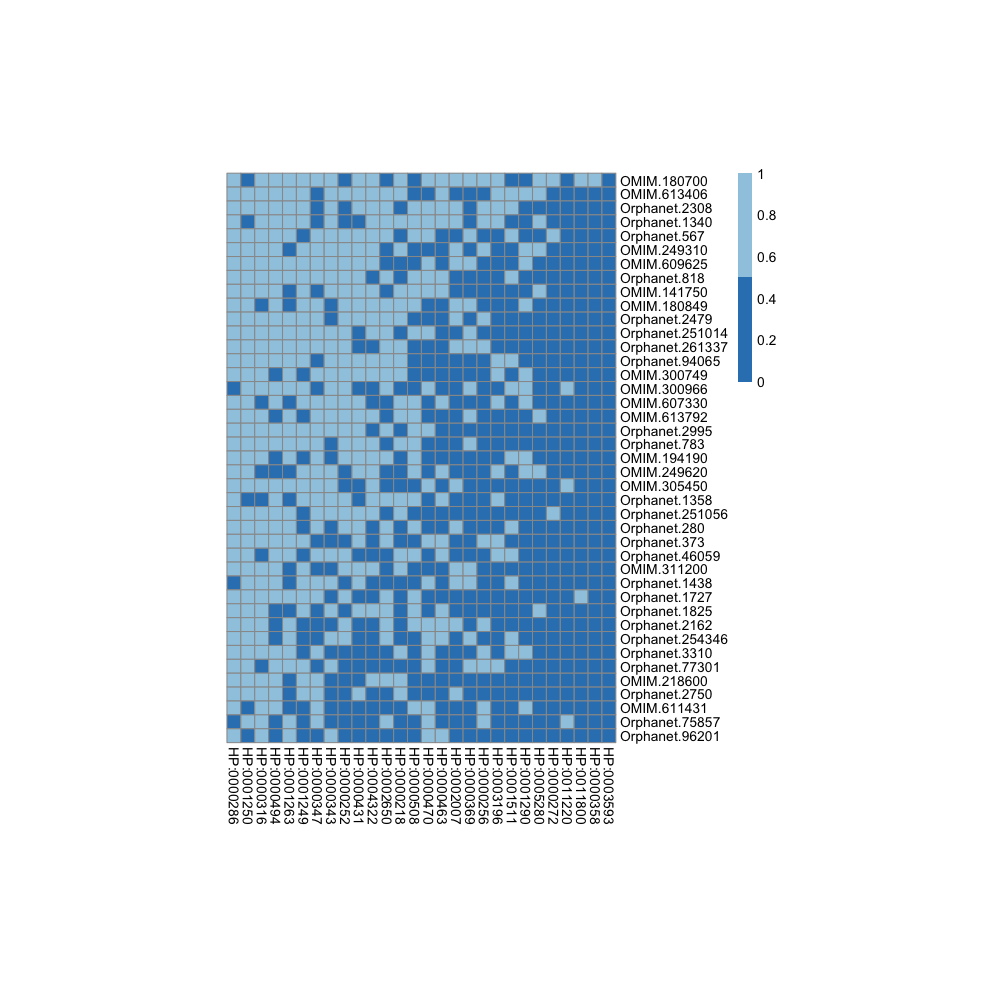 OMIM.180700
OMIM.613406
Orphanet.2308
Orphanet.1340
Orphanet.567
OMIM.249310
OMIM.609625
Orphanet.818
OMIM.141750
OMIM.180849
Orphanet.2479
Orphanet.251014
Orphanet.261337
Orphanet.94065
OMIM.300749
OMIM.300966
OMIM.607330
OMIM.613792
Orphanet.2995
Orphanet.783
OMIM.194190
OMIM.249620
OMIM.305450
Orphanet.1358
Orphanet.251056
Orphanet.280
Orphanet.373
Orphanet.46059
OMIM.311200
Orphanet.1438
Orphanet.1727
Orphanet.1825
Orphanet.2162
Orphanet.254346
Orphanet.3310
Orphanet.77301
OMIM.218600
Orphanet.2750
OMIM.611431
Orphanet.75857
Orphanet.96201
1
0.8
0.6
0.4
0.2
0
HP:0000286
HP:0001250
HP:0000316
HP:0000494
HP:0001263
HP:0001249
HP:0000347
HP:0000343
HP:0000252
HP:0000431
HP:0004322
HP:0002650
HP:0000218
HP:0000508
HP:0000470
HP:0000463
HP:0002007
HP:0000369
HP:0000256
HP:0003196
HP:0001511
HP:0001290
HP:0005280
HP:0000272
HP:0011220
HP:0011800
HP:0000358
HP:0003593